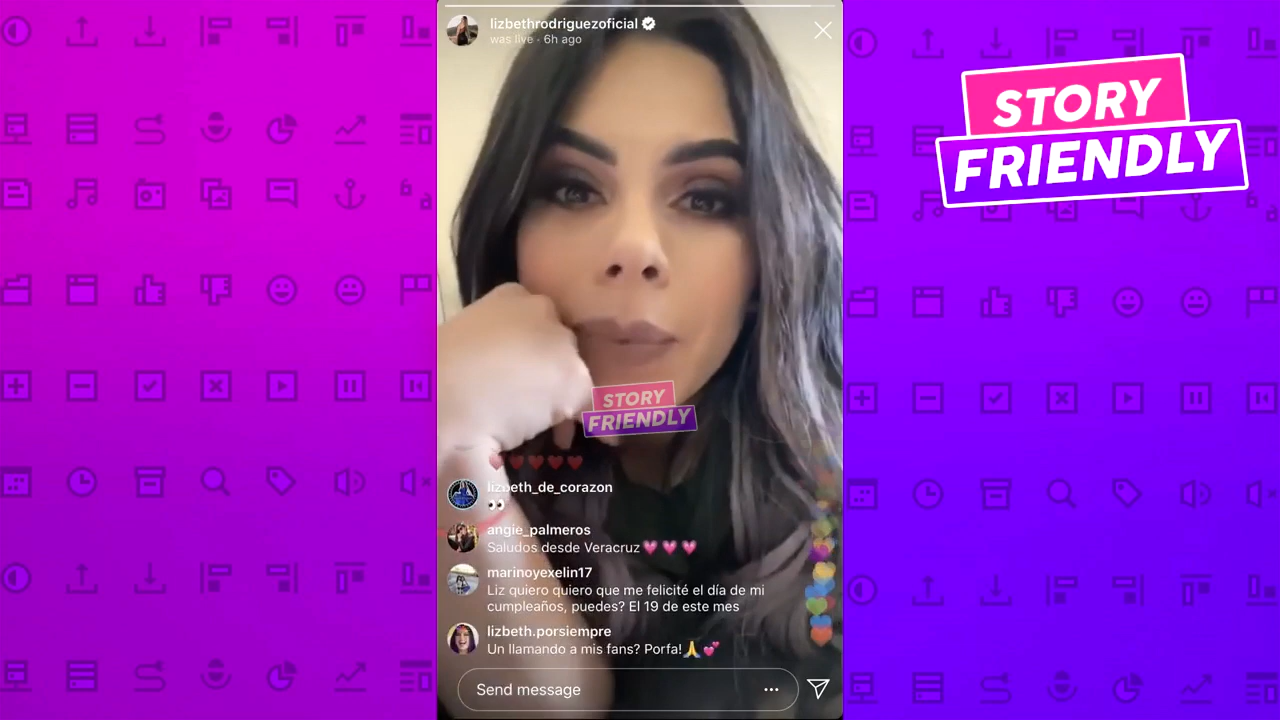 lizbethrodriguezoficial
was live · 6h ago
STORY
FRIENDLY
STORY
FRIENDLY
❤️❤️❤️❤️❤️
lizbeth_de_corazon
👀
angie_palmeros
Saludos desde Veracruz 💗 💗 💗
marinoyexelin17
Liz quiero quiero que me felicité el día de mi
cumpleaños, puedes? El 19 de este mes
lizbeth.porsiempre
Un llamando a mis fans? Porfa!🙏💕
Send message